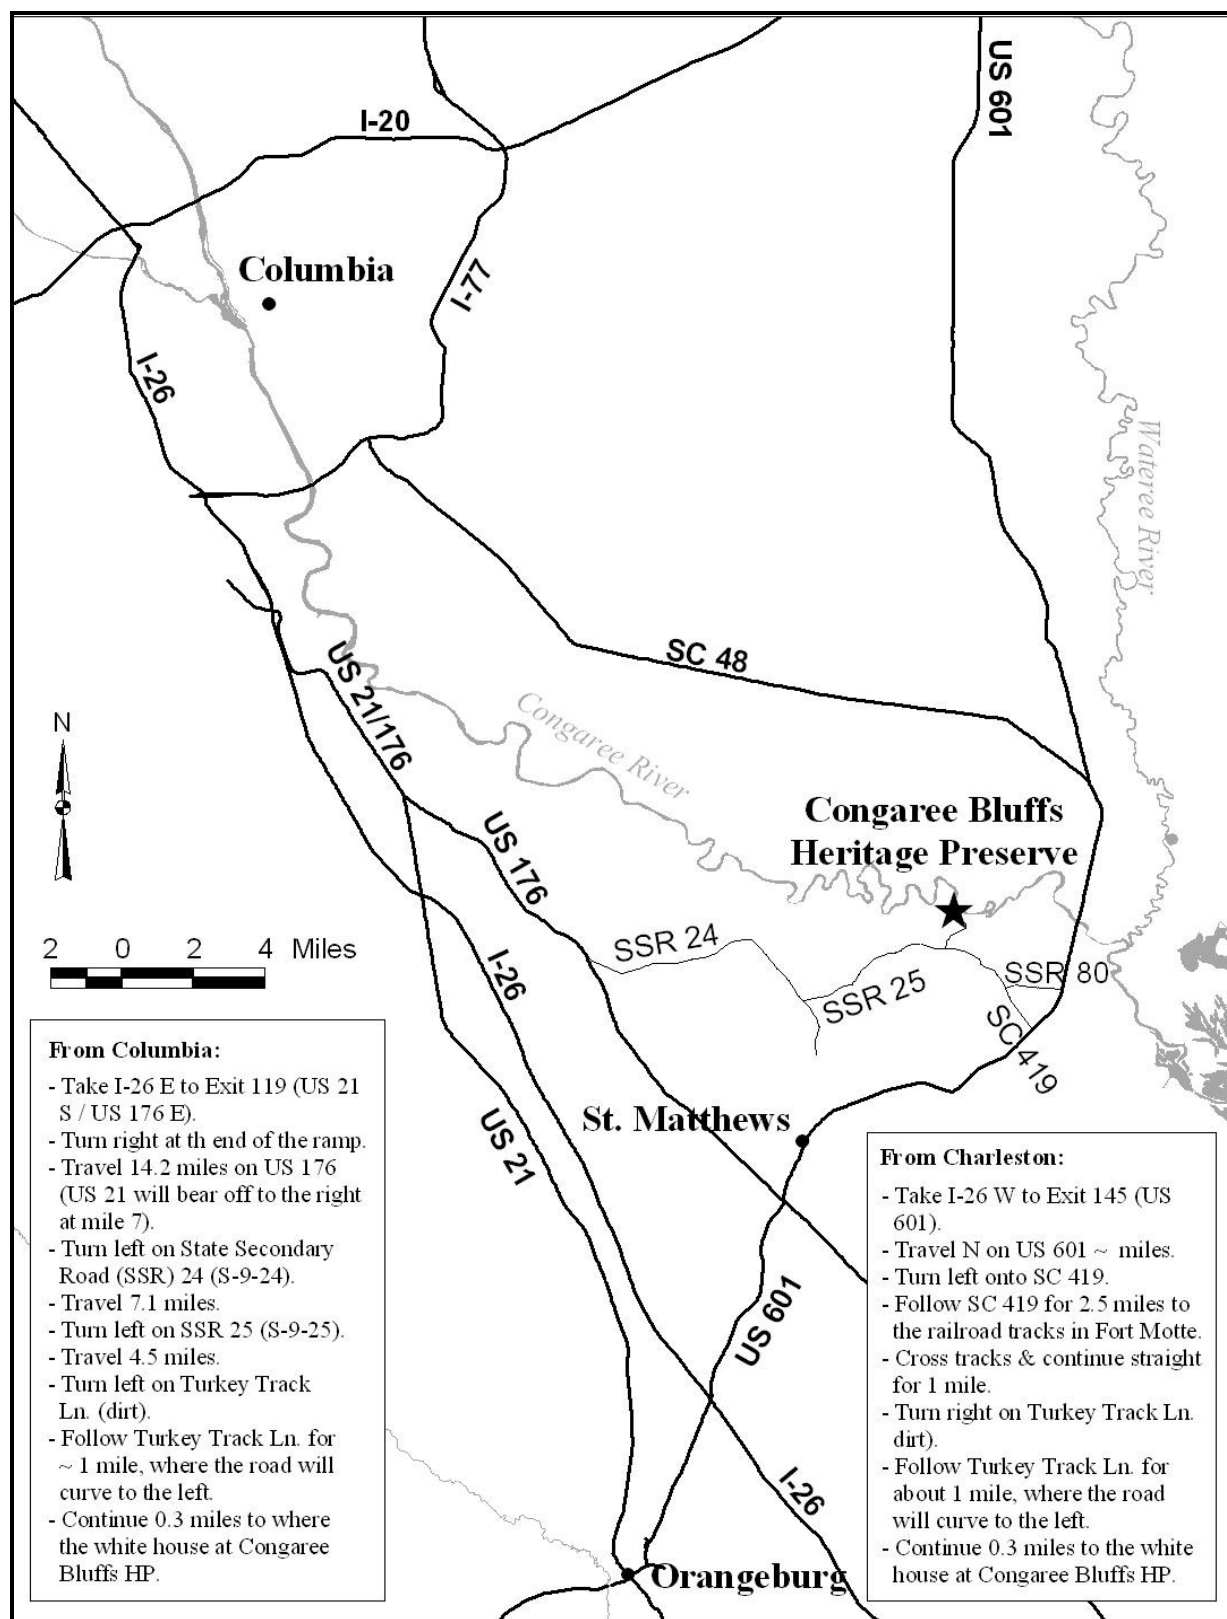 US 601
I-20
Columbia
I-77
I-26
Wateree River
SC 48
US 21/176
Congaree River
N
Congaree Bluffs
Heritage Preserve
US 176
2 0 2 4 Miles
SSR 24
I-26
SSR 25
SSR 80
SC 419
US 21
St. Matthews
US 601
I-26
Orangeburg
From Columbia:
- Take I-26 E to Exit 119 (US 21
S / US 176 E).
- Turn right at th end of the ramp.
- Travel 14.2 miles on US 176
(US 21 will bear off to the right
at mile 7).
- Turn left on State Secondary
Road (SSR) 24 (S-9-24).
- Travel 7.1 miles.
- Turn left on SSR 25 (S-9-25).
- Travel 4.5 miles.
- Turn left on Turkey Track
Ln. (dirt).
- Follow Turkey Track Ln. for
~ 1 mile, where the road will
curve to the left.
- Continue 0.3 miles to where
the white house at Congaree
Bluffs HP.
From Charleston:
- Take I-26 W to Exit 145 (US
601).
- Travel N on US 601 ~ miles.
- Turn left onto SC 419.
- Follow SC 419 for 2.5 miles to
the railroad tracks in Fort Motte.
- Cross tracks & continue straight
for 1 mile.
- Turn right on Turkey Track Ln.
dirt).
- Follow Turkey Track Ln. for
about 1 mile, where the road
will curve to the left.
- Continue 0.3 miles to the white
house at Congaree Bluffs HP.